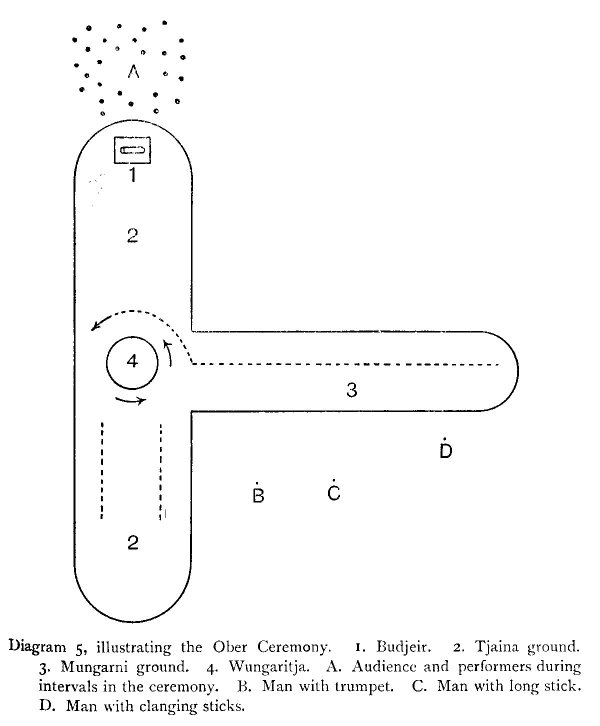 A
1
2
4
3
D
B
C
2
Diagram 5, illustrating the Ober Ceremony. 1. Budjeir. 2. Tjaina ground.
3. Mungarni ground. 4. Wungaritja. A. Audience and performers during
intervals in the ceremony. B. Man with trumpet. C. Man with long stick.
D. Man with clanging sticks.